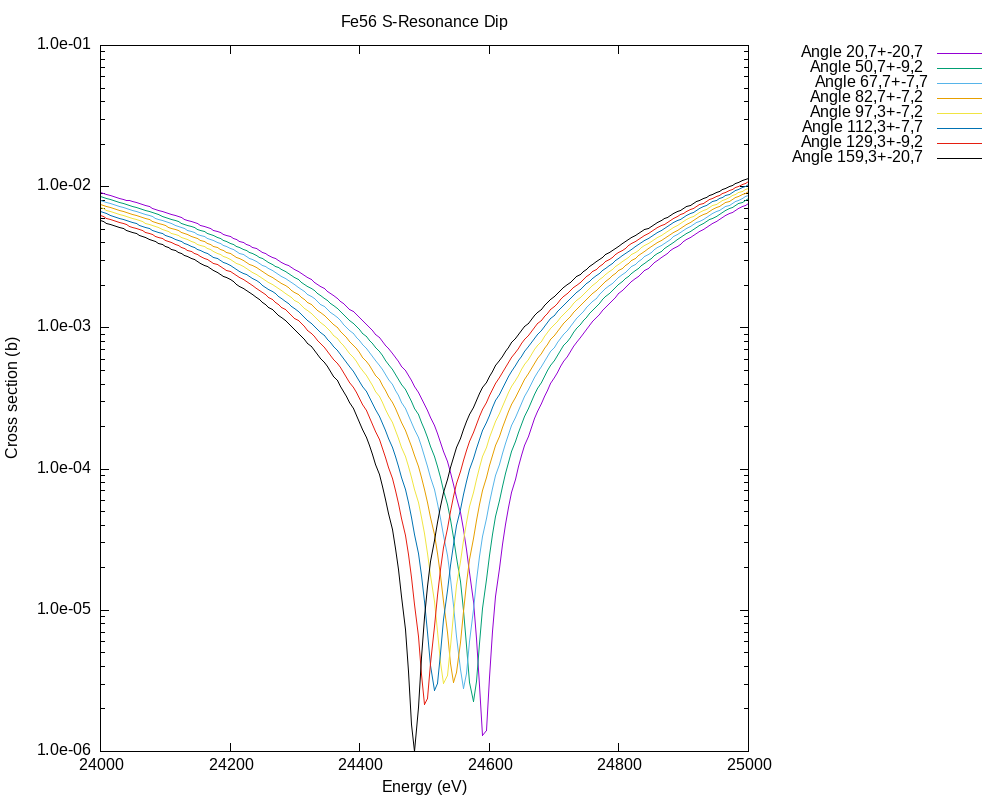 Fe56 S-Resonance Dip
1.0e-01
1.0e-02
1.0e-03
1.0e-04
1.0e-05
1.0e-06
Cross section (b)
24000
24200
24400
24600
24800
25000
Energy (eV)
Angle 20,7+-20,7
Angle 50,7+-9,2
Angle 67,7+-7,7
Angle 82,7+-7,2
Angle 97,3+-7,2
Angle 112,3+-7,7
Angle 129,3+-9,2
Angle 159,3+-20,7